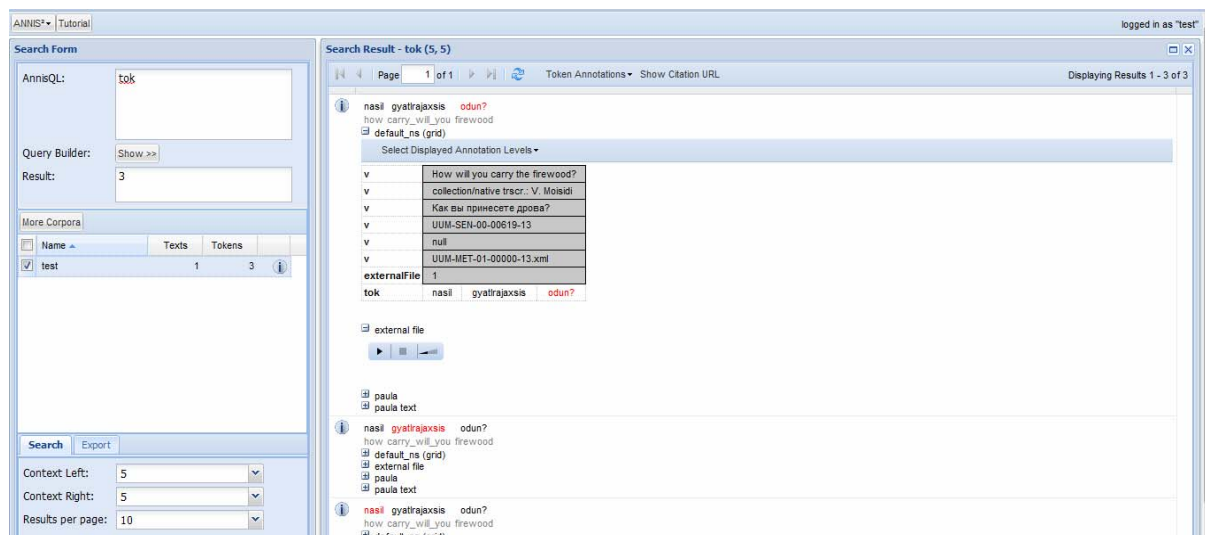 ANNIS² Tutorial
logged in as "test"
Search Form
AnnisQL: tok
Query Builder: Show >>
Result: 3
More Corpora
Name Texts Tokens
test 1 3
Search Export
Context Left: 5
Context Right: 5
Results per page: 10
Search Result - tok (5, 5)
Page 1 of 1 Token Annotations Show Citation URL Displaying Results 1 - 3 of 3
nasil gyatlrajaxsis odun?
how carry_will_you firewood
default_ns (grid)
Select Displayed Annotation Levels
v How will you carry the firewood?
v collection/native trscr.: V. Moisidi
v Как вы принесете дрова?
v UUM-SEN-00-00619-13
v null
v UUM-MET-01-00000-13.xml
externalFile 1
tok nasil gyatlrajaxsis odun?
external file
paula
paula text
nasil gyatlrajaxsis odun?
how carry_will_you firewood
default_ns (grid)
external file
paula
paula text
nasil gyatlrajaxsis odun?
how carry_will_you firewood
default_ns (grid)